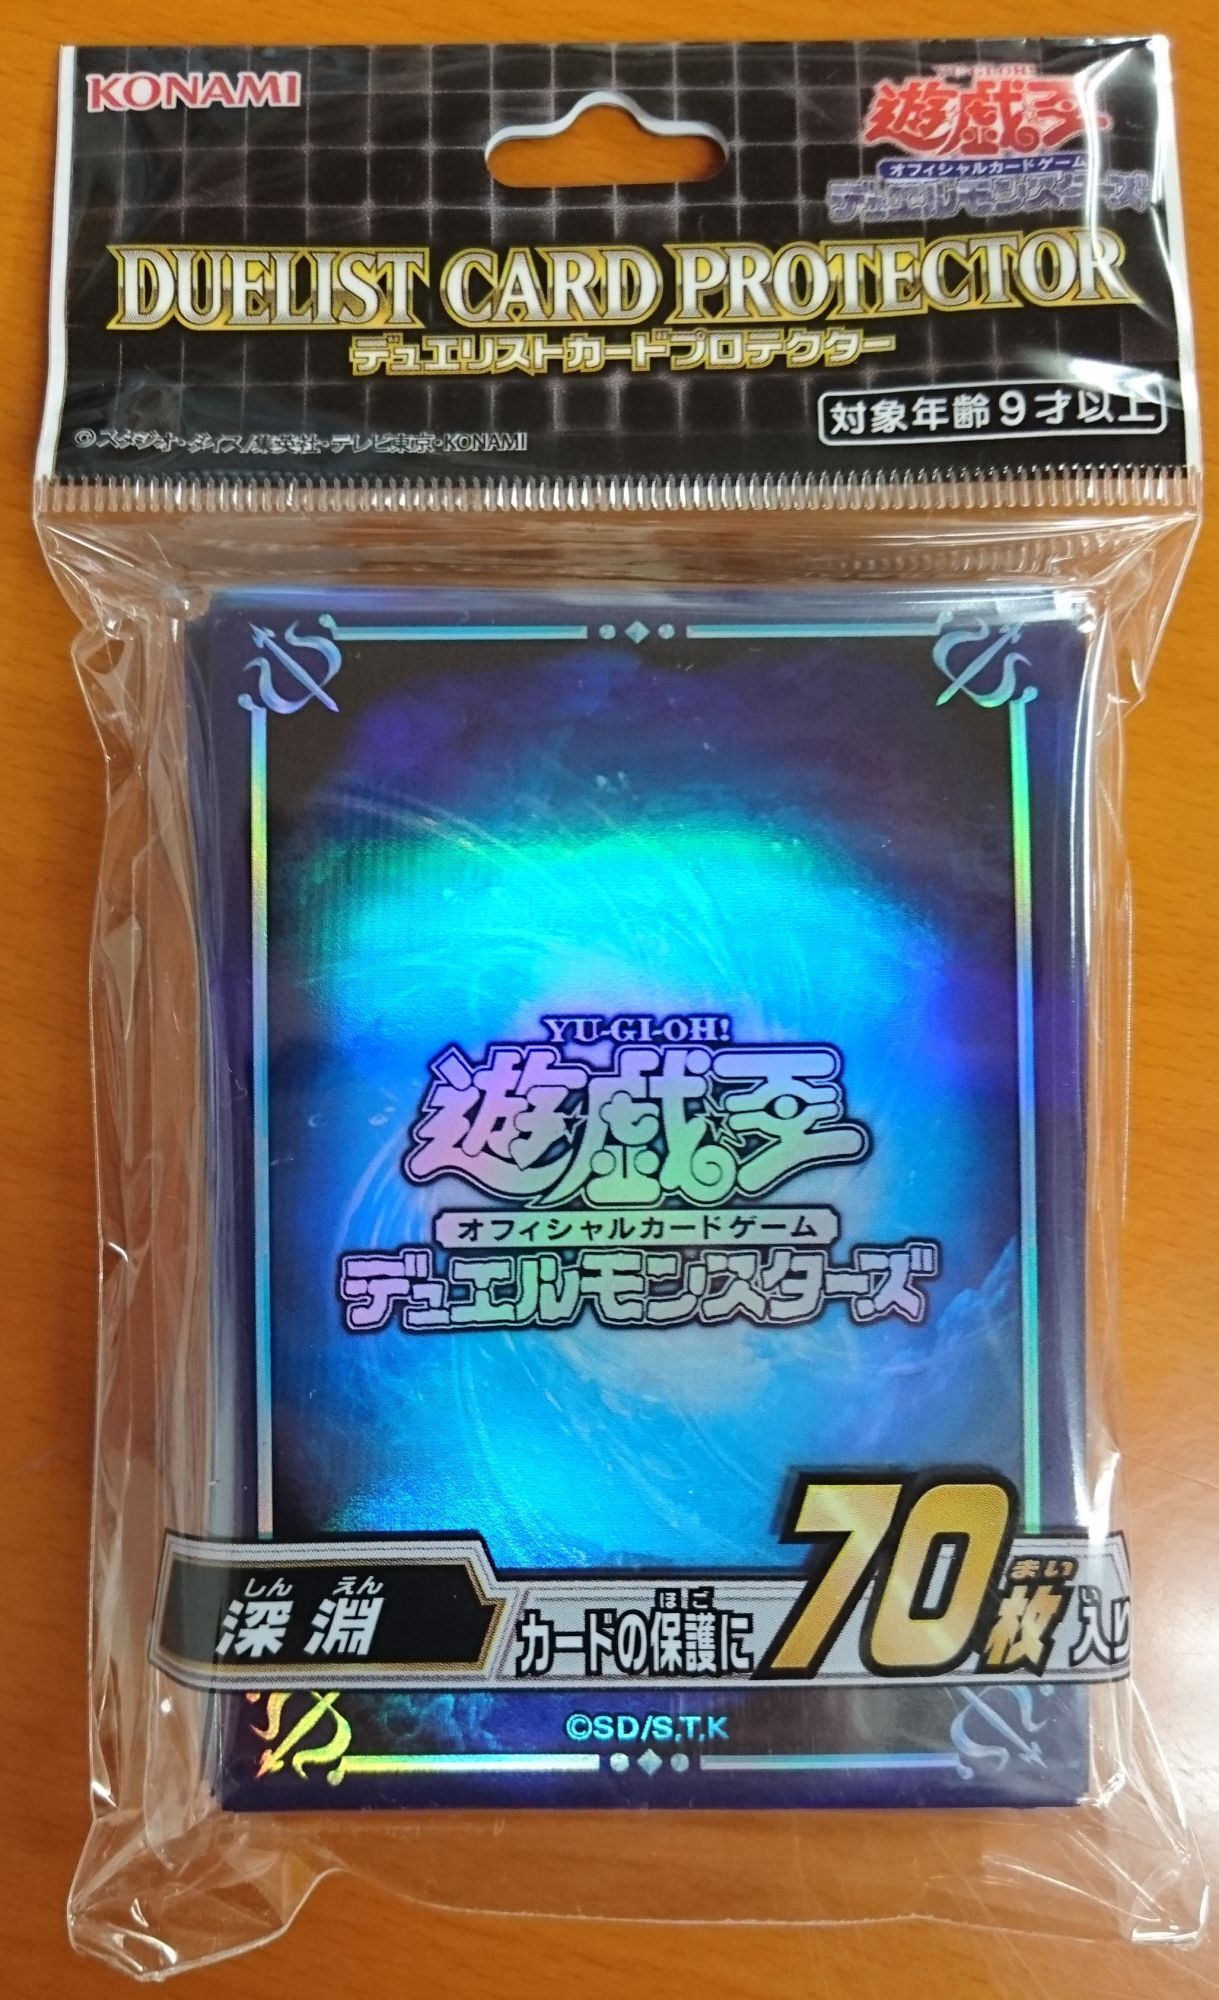 KONAMI
YU-GI-OH!
遊戯王
オフィシャルカードゲーム
デュエルモンスターズ
DUELIST CARD PROTECTOR
デュエリストカードプロテクター
対象年齢9才以上
©スタジオ・ダイス/集英社・テレビ東京・KONAMI
YU-GI-OH!
遊戯王
オフィシャルカードゲーム
デュエルモンスターズ
しん えん
深淵
ほご
まい
カードの保護に70枚入り
©SD/S,T,K